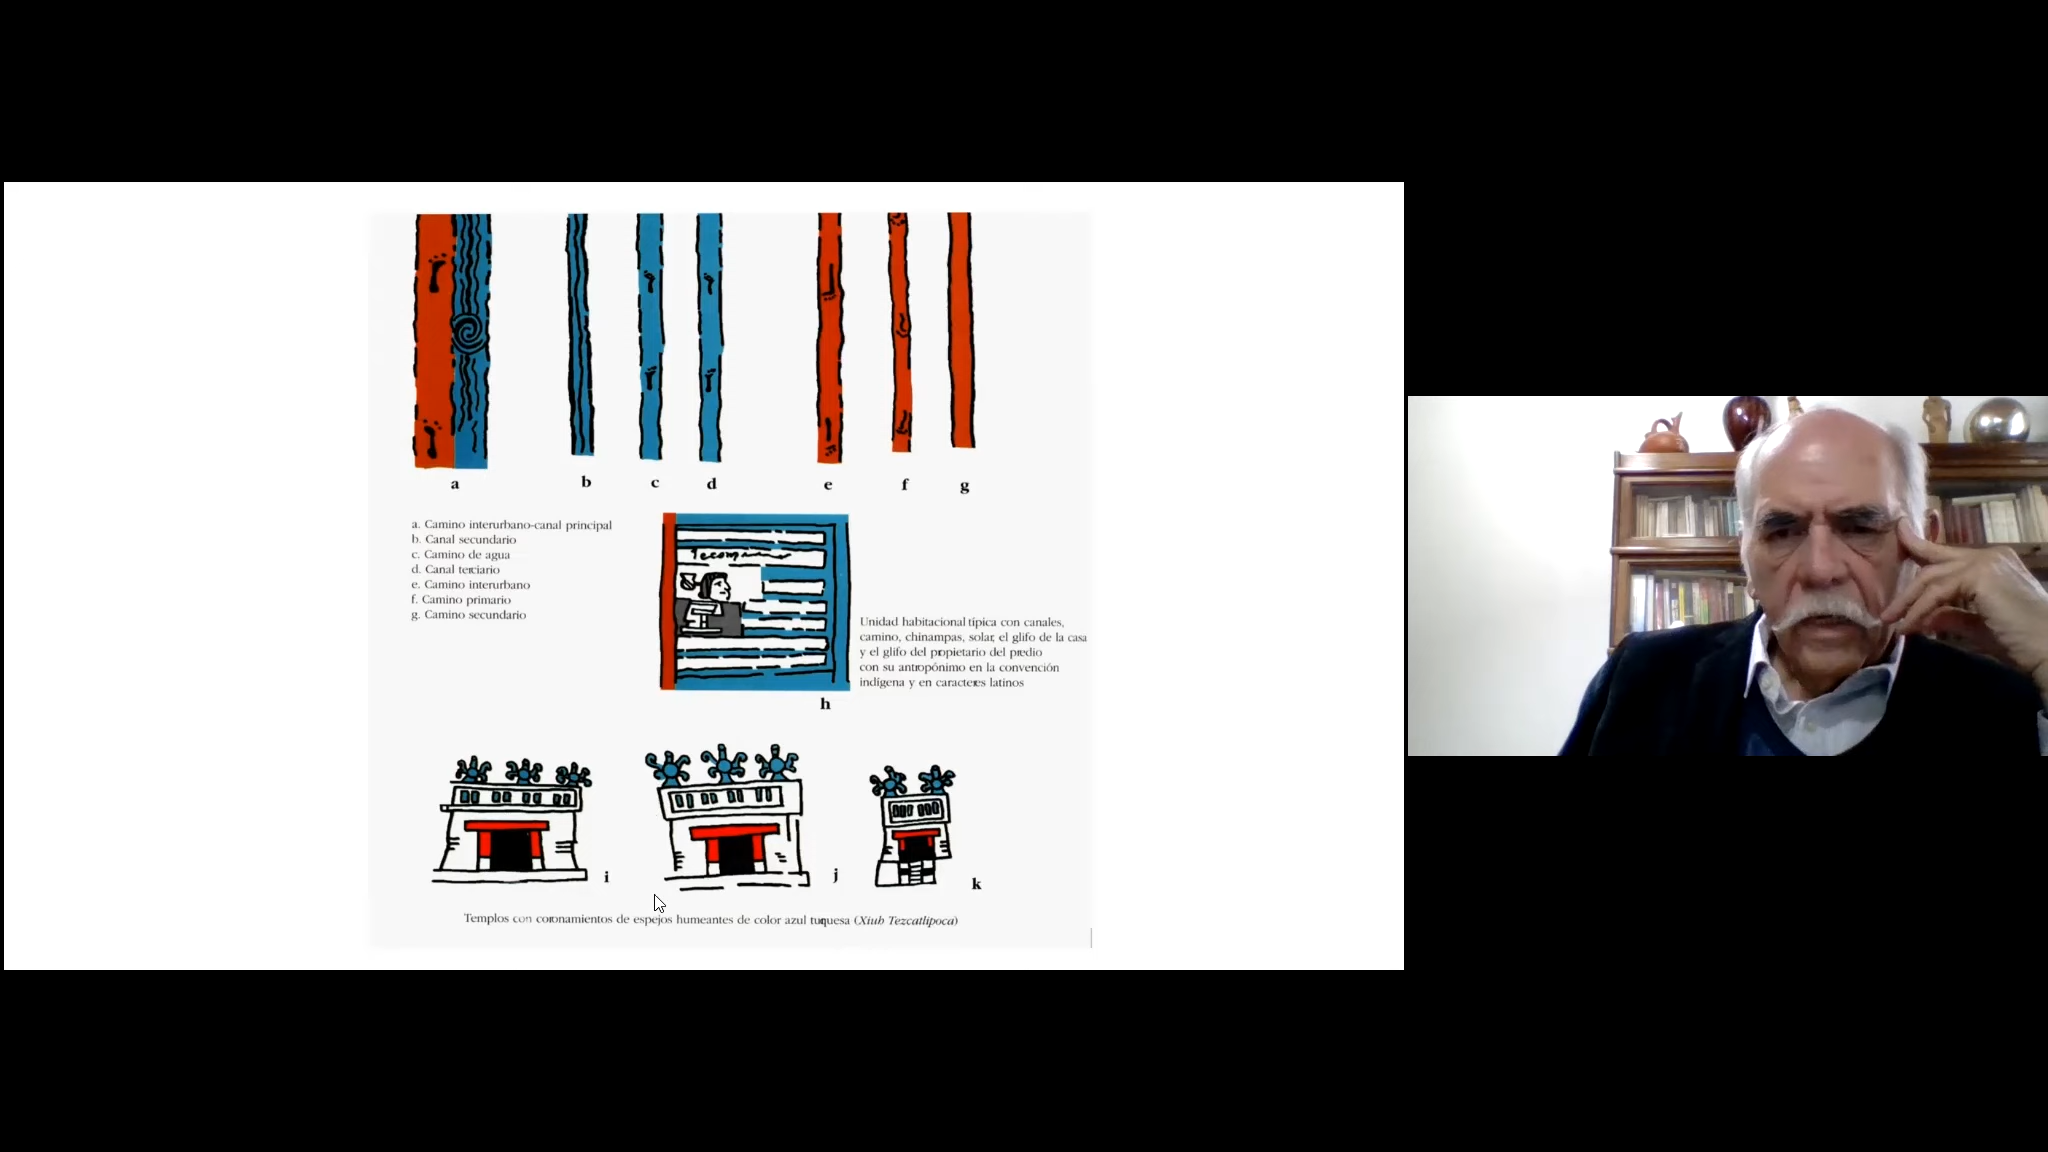 a
b
c
d
e
f
g
a. Camino interurbano-canal principal
b. Canal secundario
c. Camino de agua
d. Canal terciario
e. Camino interurbano
f. Camino primario
g. Camino secundario
Unidad habitacional típica con canales,
camino, chinampas, solar, el glifo de la casa
y el glifo del propietario del predio
con su antropónimo en la convención
indígena y en caracteres latinos
h
i
j
k
Templos con coronamientos de espejos humeantes de color azul turquesa (Xiuh Tezcatlipoca)